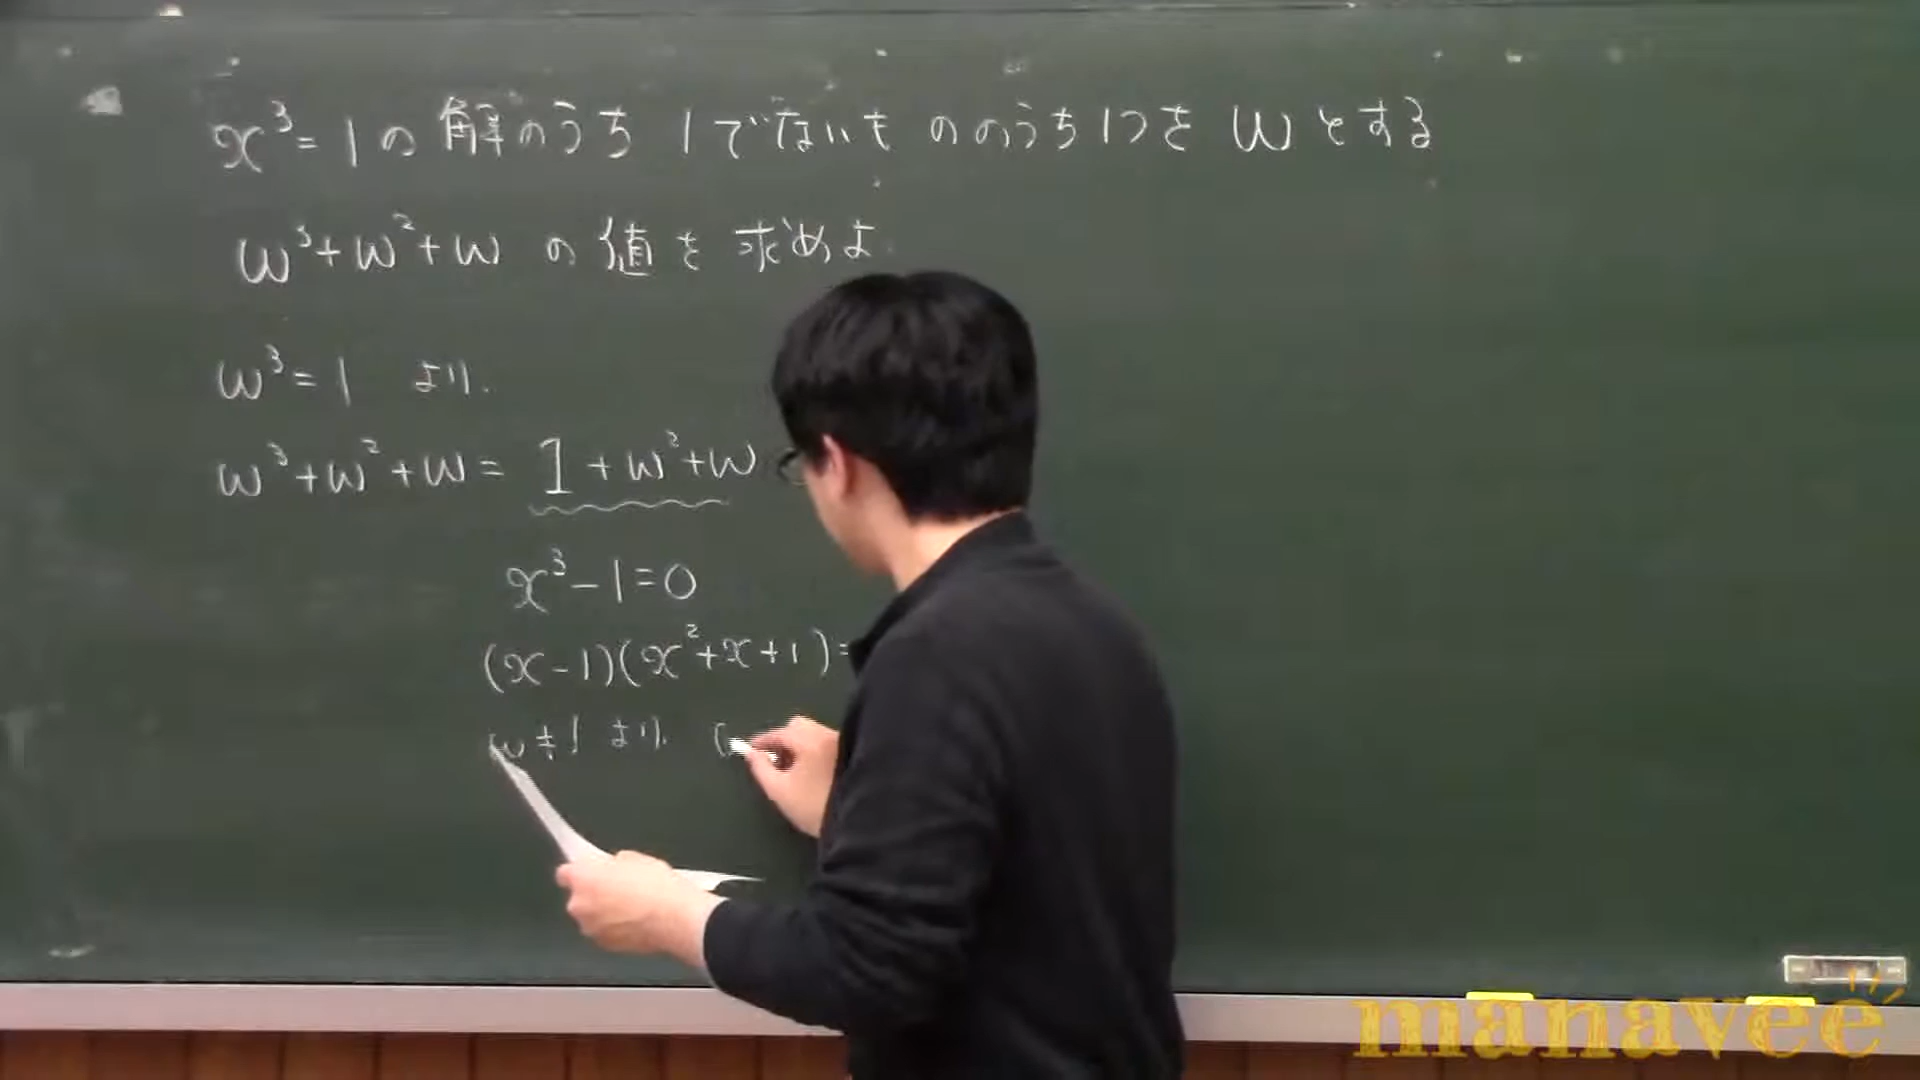 x³=1の解のうち 1でないもののうち1つを ωとする
ω³+ω²+ω の値を求めよ.
ω³=1 より.
ω³+ω²+ω= 1+ω²+ω
x³-1=0
(x-1)(x²+x+1)=
ω≠1 より
manavee